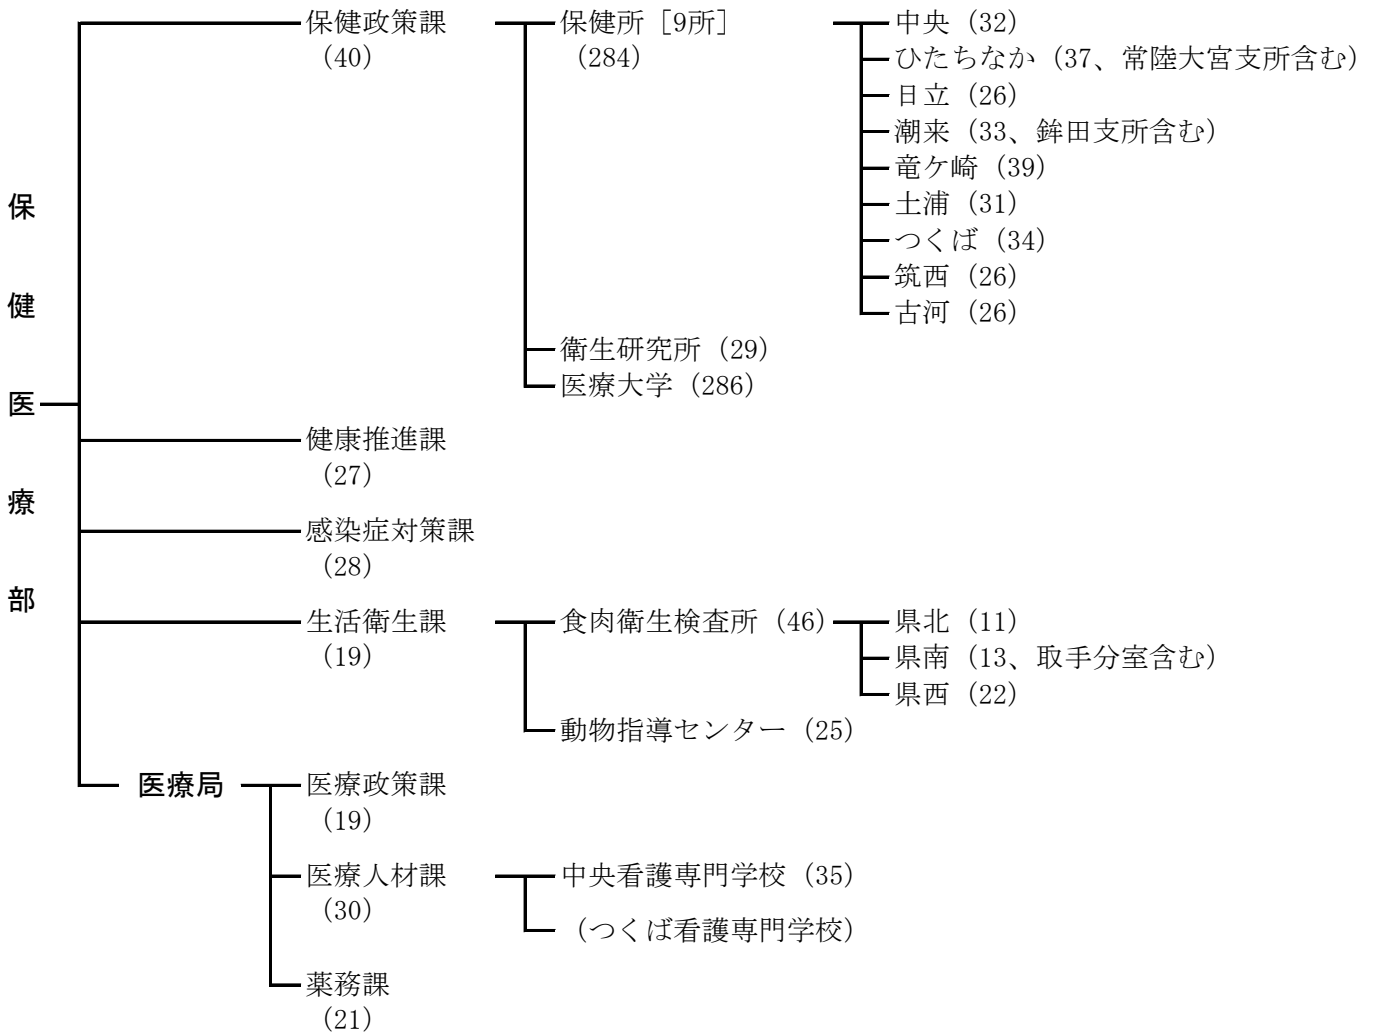 保健医療部
保健政策課
（40）
保健所［9所］
（284）
中央（32）
ひたちなか（37、常陸大宮支所含む）
日立（26）
潮来（33、鉾田支所含む）
竜ケ崎（39）
土浦（31）
つくば（34）
筑西（26）
古河（26）
衛生研究所（29）
医療大学（286）
健康推進課
（27）
感染症対策課
（28）
生活衛生課
（19）
食肉衛生検査所（46）
県北（11）
県南（13、取手分室含む）
県西（22）
動物指導センター（25）
医療局
医療政策課
（19）
医療人材課
（30）
中央看護専門学校（35）
（つくば看護専門学校）
薬務課
（21）